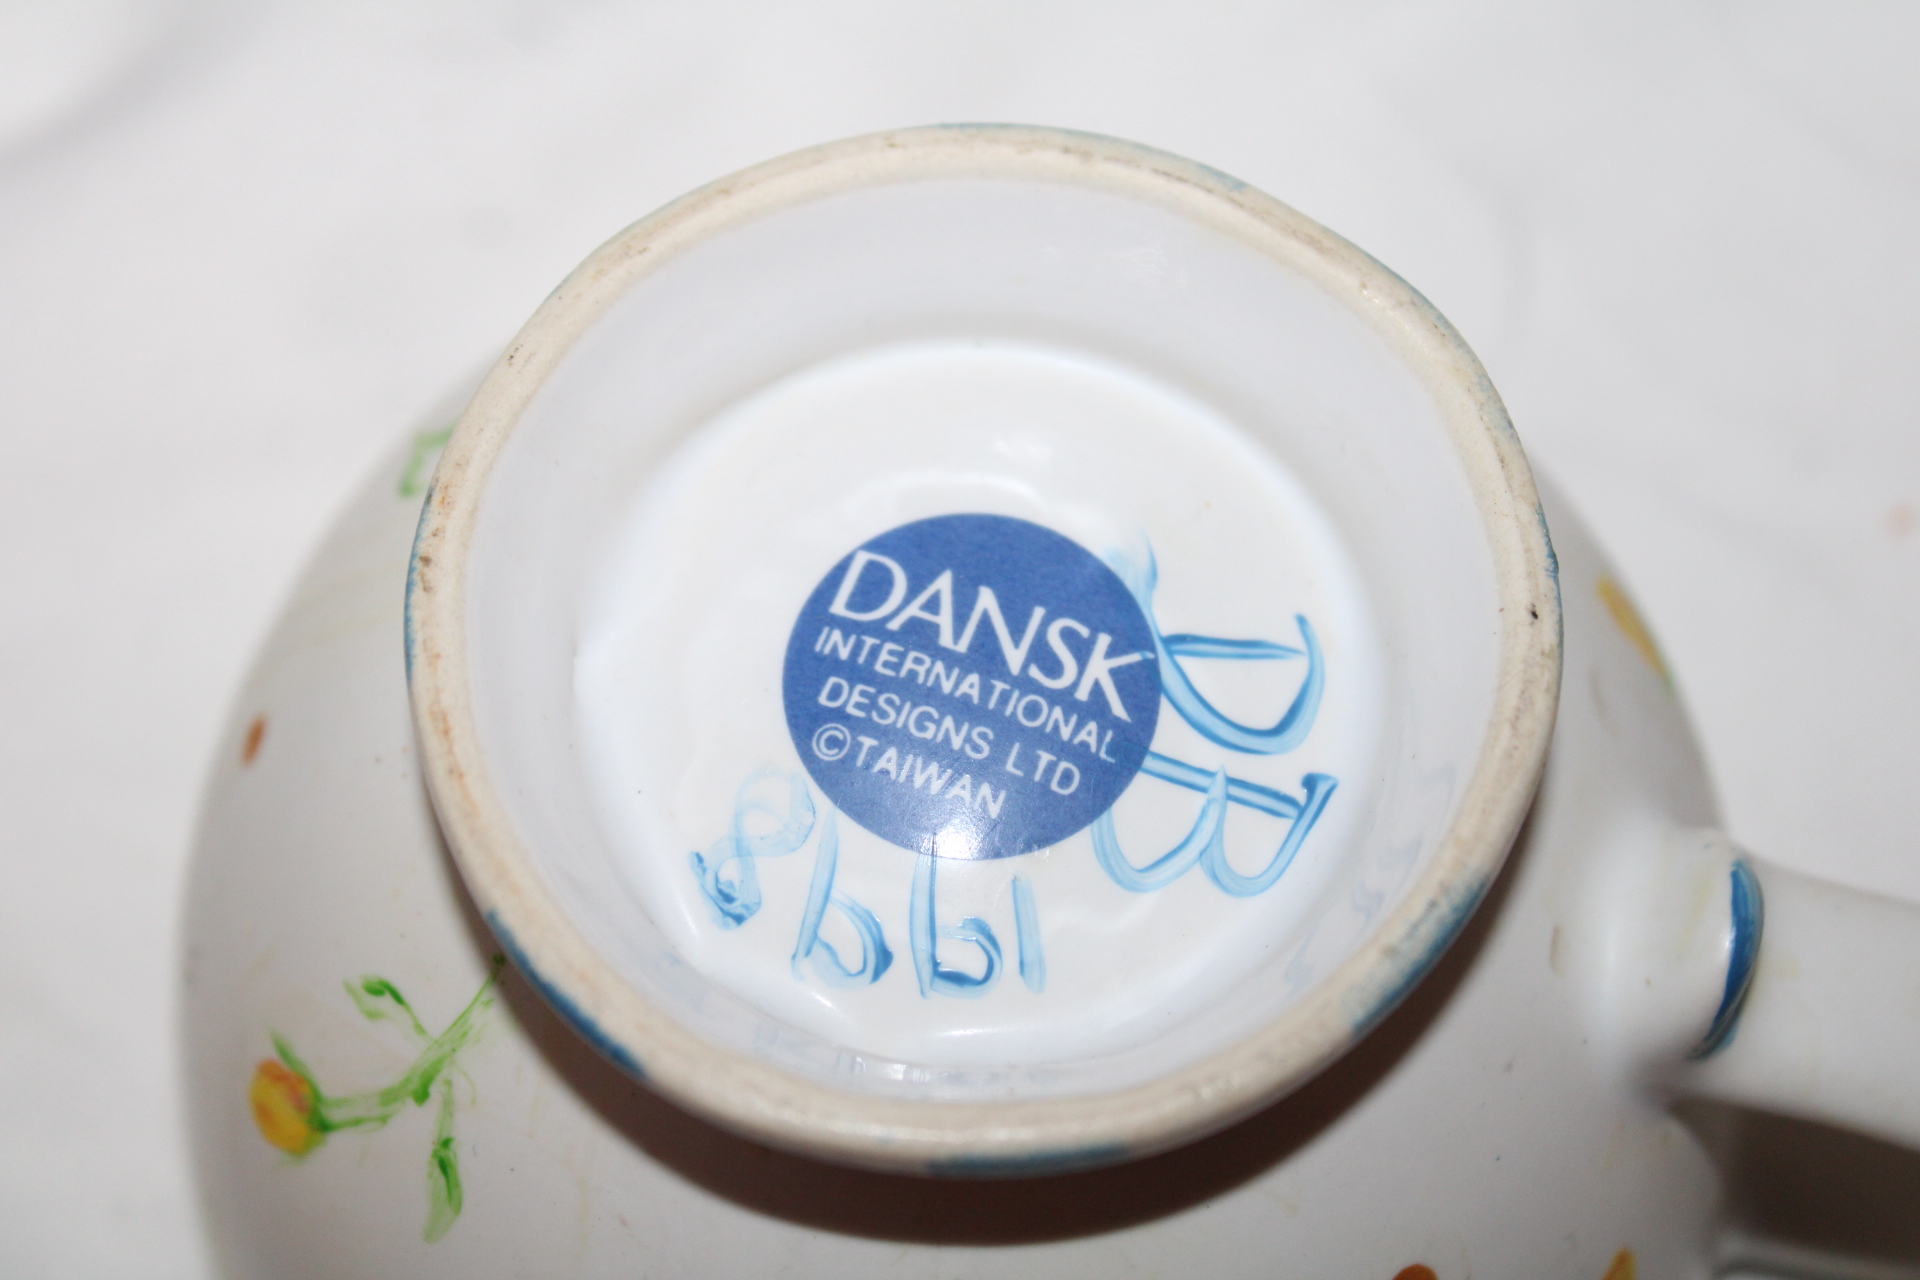 DANSK
INTERNATIONAL
DESIGNS LTD
©TAIWAN
DB
1998